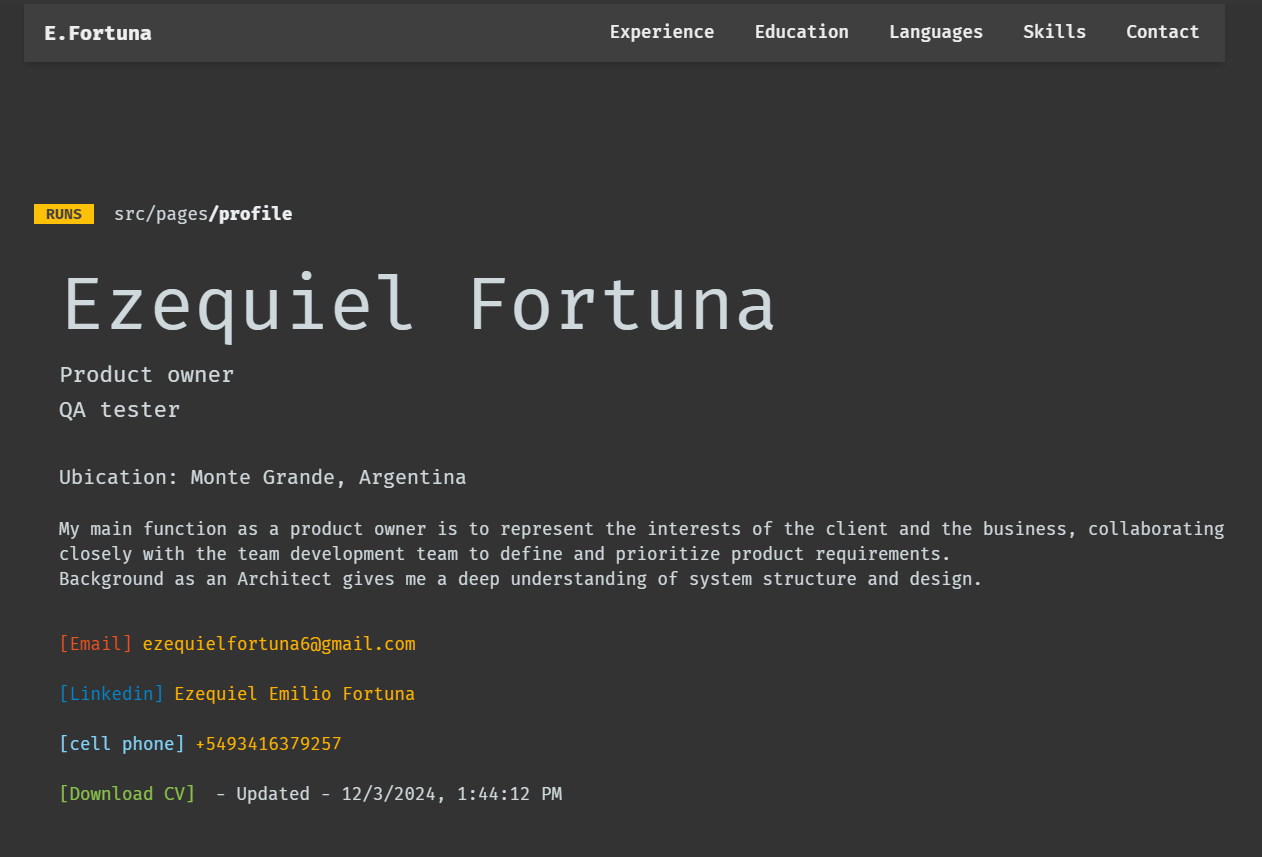 E.Fortuna
Experience Education Languages Skills Contact
RUNS src/pages/profile
Ezequiel Fortuna
Product owner
QA tester
Ubication: Monte Grande, Argentina
My main function as a product owner is to represent the interests of the client and the business, collaborating
closely with the team development team to define and prioritize product requirements.
Background as an Architect gives me a deep understanding of system structure and design.
[Email] ezequielfortuna6@gmail.com
[Linkedin] Ezequiel Emilio Fortuna
[cell phone] +5493416379257
[Download CV] - Updated - 12/3/2024, 1:44:12 PM